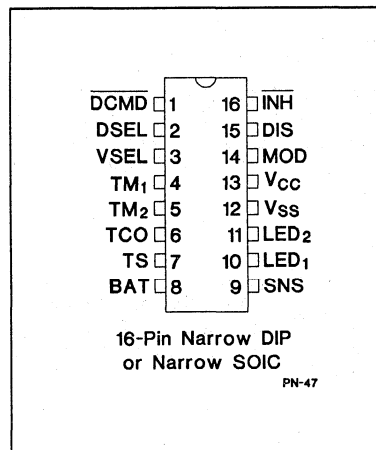 DCMD 1 16 INH
DSEL 2 15 DIS
VSEL 3 14 MOD
TM1 4 13 VCC
TM2 5 12 VSS
TCO 6 11 LED2
TS 7 10 LED1
BAT 8 9 SNS
16-Pin Narrow DIP
or Narrow SOIC
PN-47